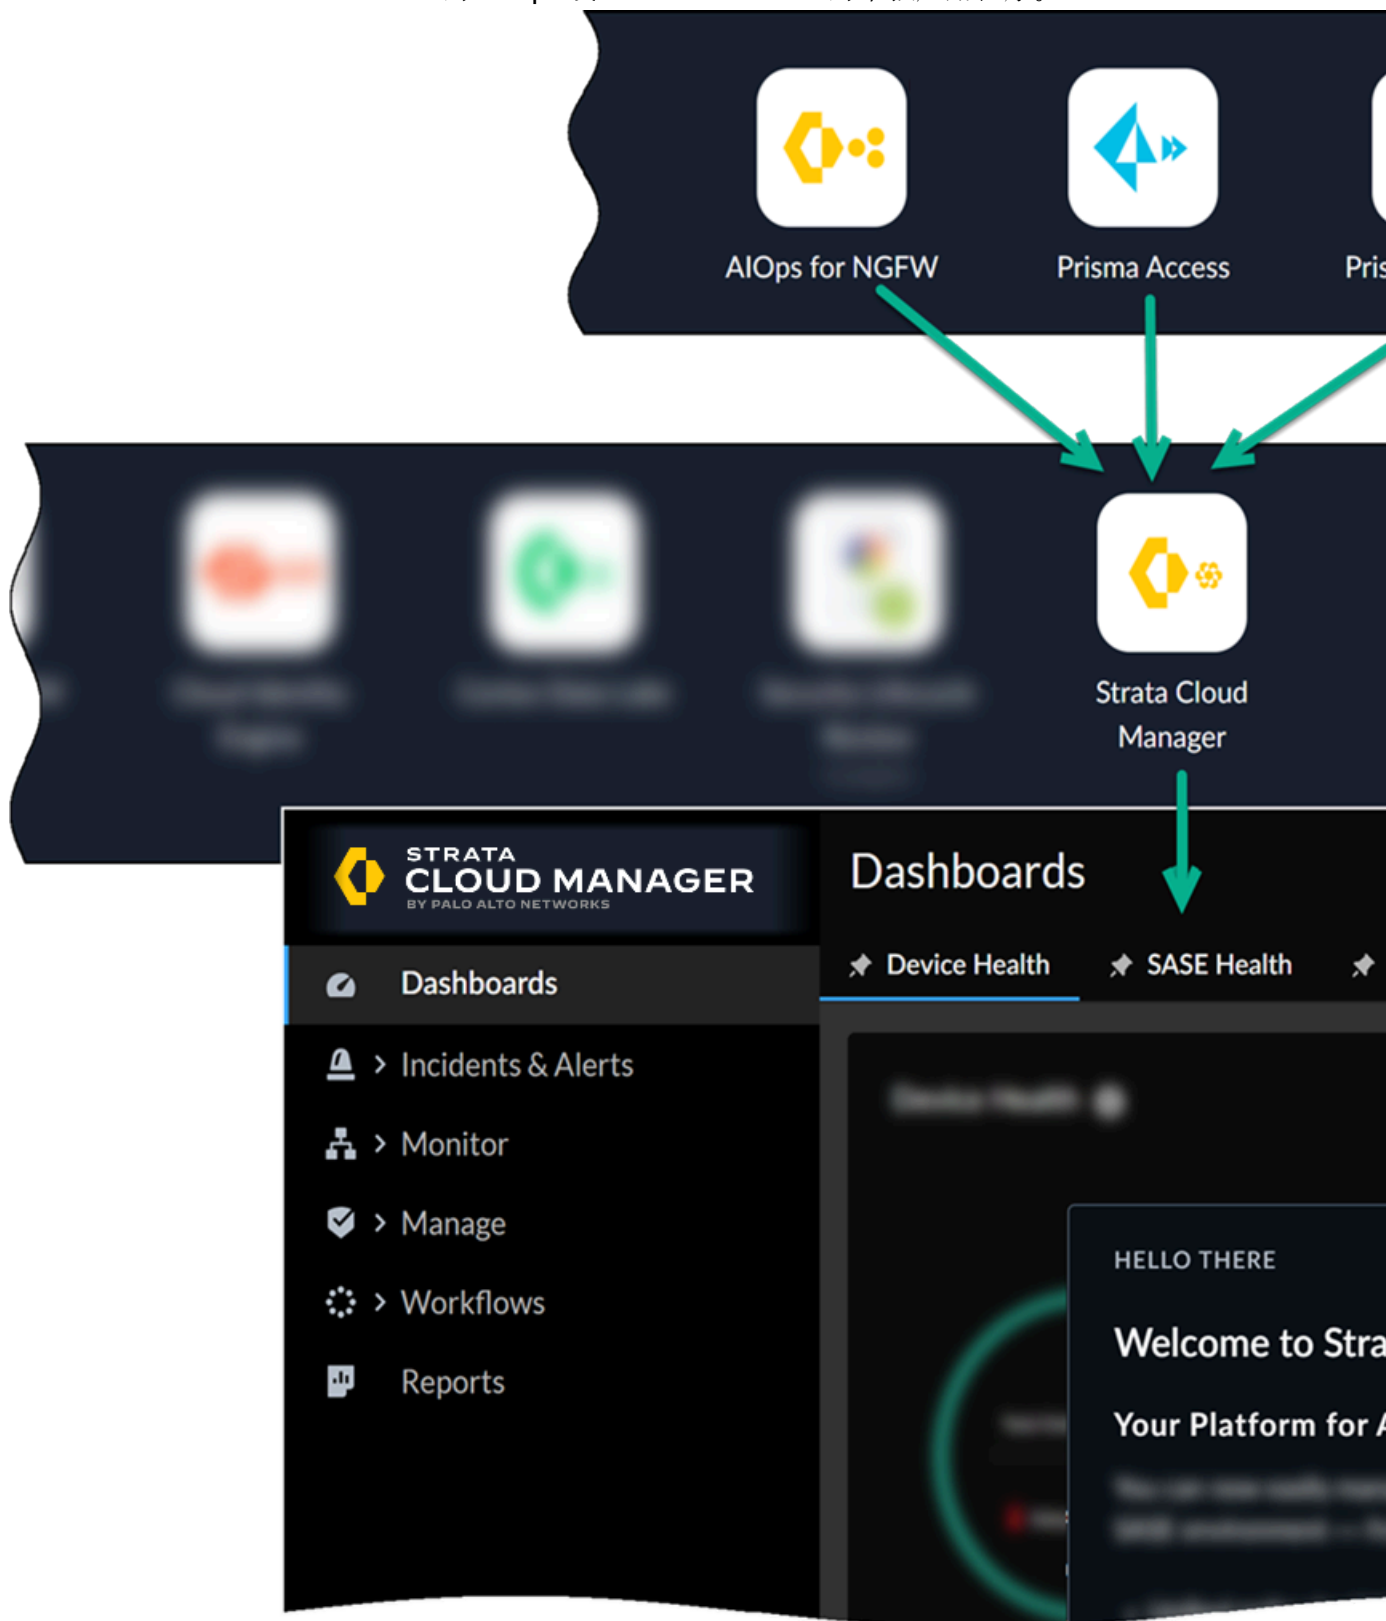 AIOps for NGFW
Prisma Access
Pris
Strata Cloud
Manager
STRATA
CLOUD MANAGER
BY PALO ALTO NETWORKS
Dashboards
Device Health
SASE Health
Dashboards
Incidents & Alerts
Monitor
Manage
Workflows
Reports
HELLO THERE
Welcome to Stra
Your Platform for A